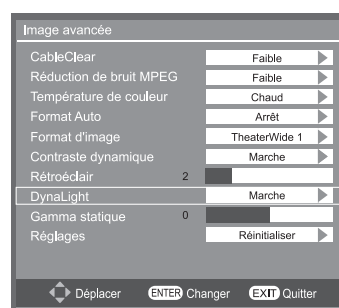 Image avancée
CableClear Faible
Réduction de bruit MPEG Faible
Température de couleur Chaud
Format Auto Arrêt
Format d'image TheaterWide 1
Contraste dynamique Marche
Rétroéclair 2
DynaLight Marche
Gamma statique 0
Réglages Réinitialiser
Déplacer ENTER Changer EXIT Quitter